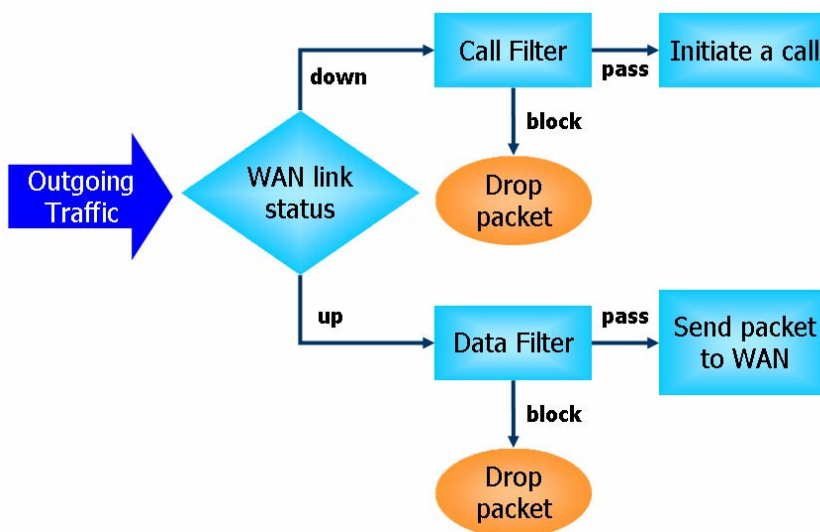 Outgoing
Traffic
WAN link
status
down
Call Filter
pass
Initiate a call
block
Drop
packet
up
Data Filter
pass
Send packet
to WAN
block
Drop
packet